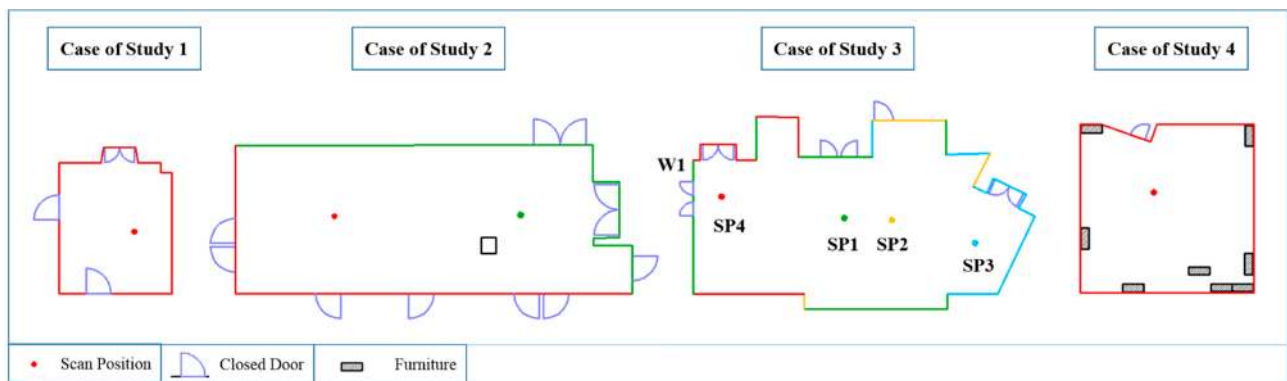 Case of Study 1
Case of Study 2
Case of Study 3
Case of Study 4
W1
SP4
SP1
SP2
SP3
Scan Position
Closed Door
Furniture